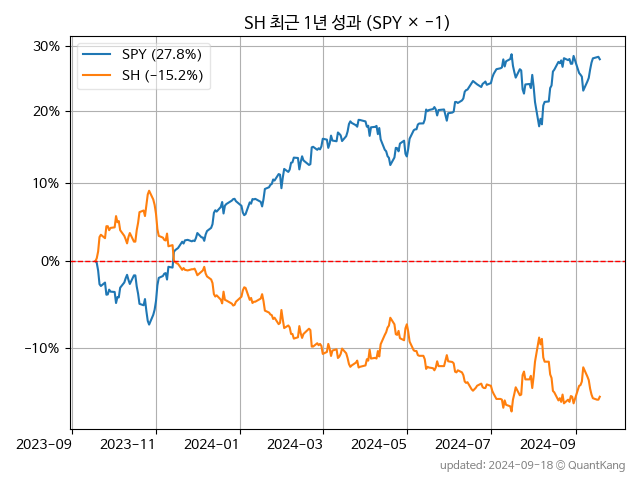 SH 최근 1년 성과 (SPY × −1)
SPY (27.8%)
SH (−15.2%)
30%
20%
10%
0%
−10%
2023−09 2023−11 2024−01 2024−03 2024−05 2024−07 2024−09
updated: 2024−09−18 © QuantKang